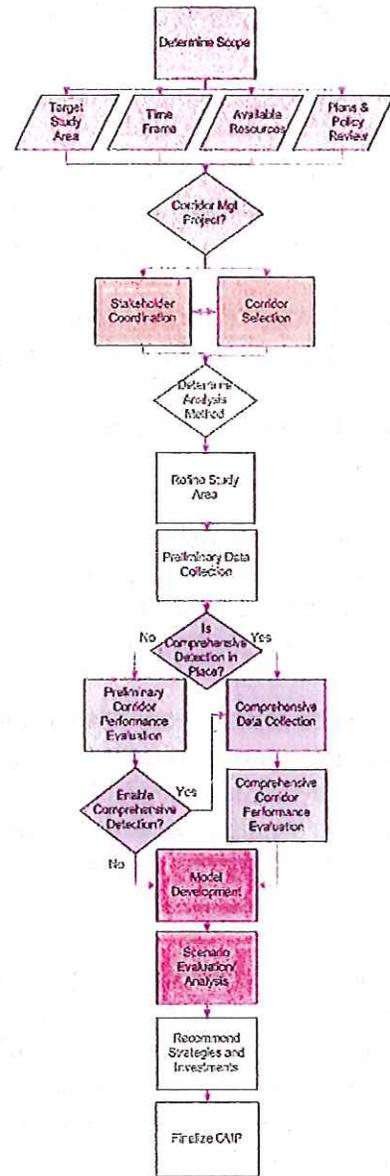 Determine Scope
Target
Study
Area
Time
Frame
Available
Resources
Plans &
Policy
Review
Corridor Mgt
Project?
Stakeholder
Coordination
Corridor
Selection
Determine
Analysis
Method
Refine Study
Area
Preliminary Data
Collection
Is
Comprehensive
Detection in
Place?
No
Yes
Preliminary
Corridor
Performance
Evaluation
Comprehensive
Data Collection
Enable
Comprehensive
Detection?
Yes
Comprehensive
Corridor
Performance
Evaluation
No
Model
Development
Scenario
Evaluation/
Analysis
Recommend
Strategies and
Investments
Finalize CMP